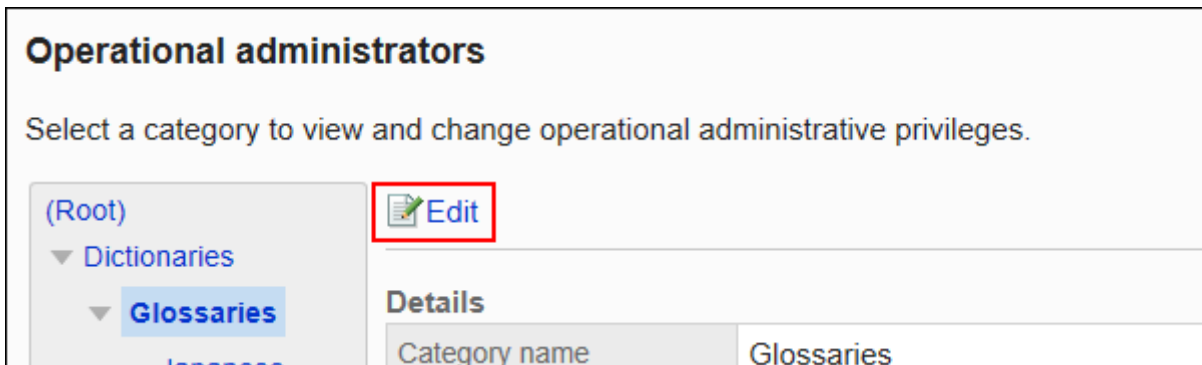 Operational administrators
Select a category to view and change operational administrative privileges.
(Root)
Edit
Dictionaries
Glossaries
Details
Category name
Glossaries